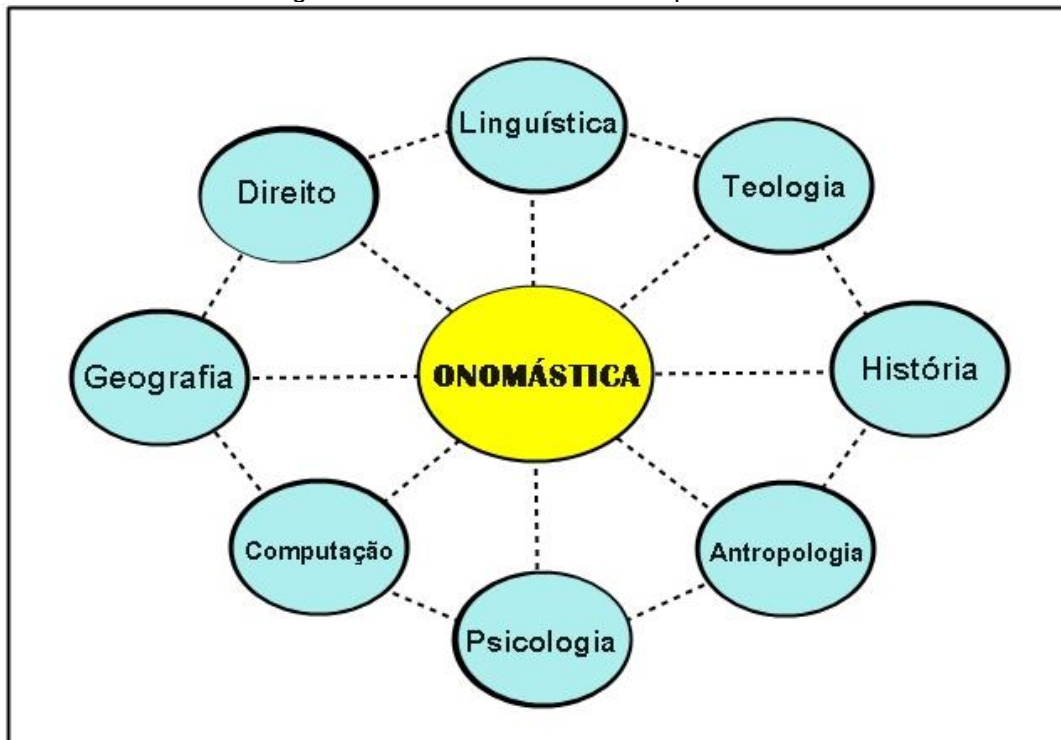 Linguística
Direito
Teologia
Geografia
ONOMÁSTICA
História
Computação
Antropologia
Psicologia